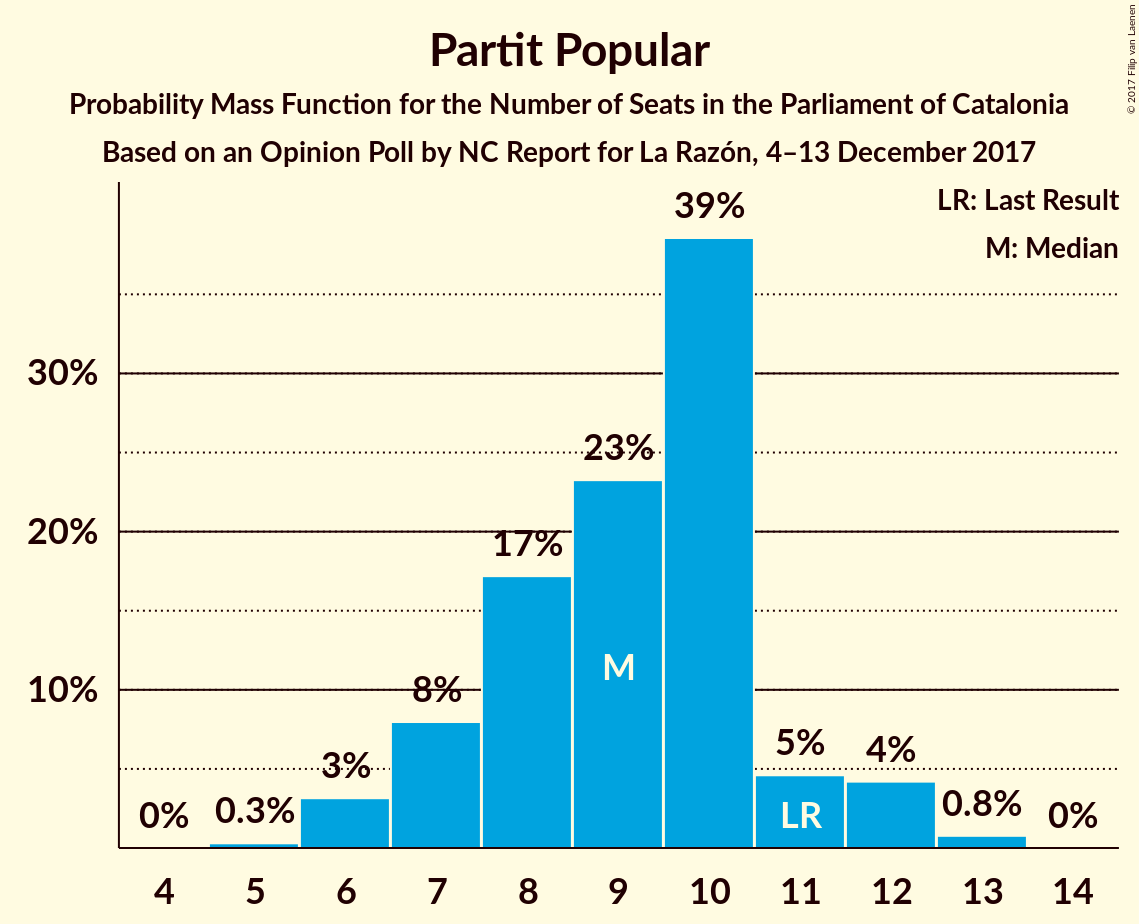 Partit Popular
Probability Mass Function for the Number of Seats in the Parliament of Catalonia
Based on an Opinion Poll by NC Report for La Razón, 4–13 December 2017
© 2017 Filip van Laenen
LR: Last Result
M: Median
39%
30%
23%
20%
17%
10%
8%
M
5%
4%
3%
0.3%
0.8%
0%
0%
LR
4 5 6 7 8 9 10 11 12 13 14